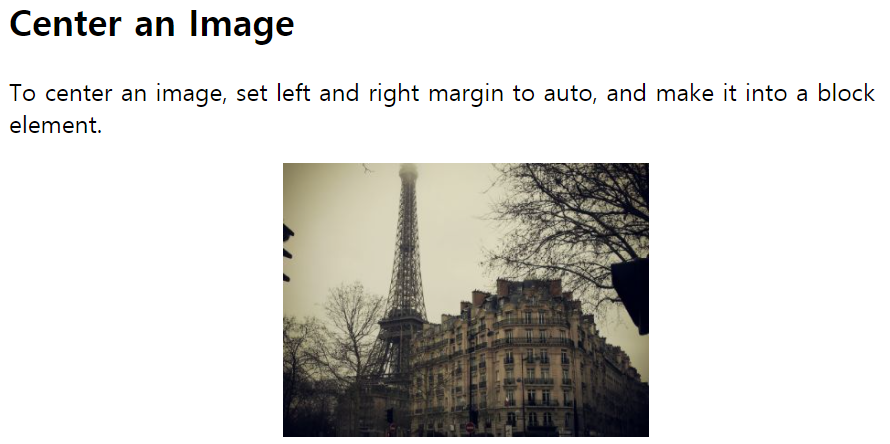 Center an Image
To center an image, set left and right margin to auto, and make it into a block
element.